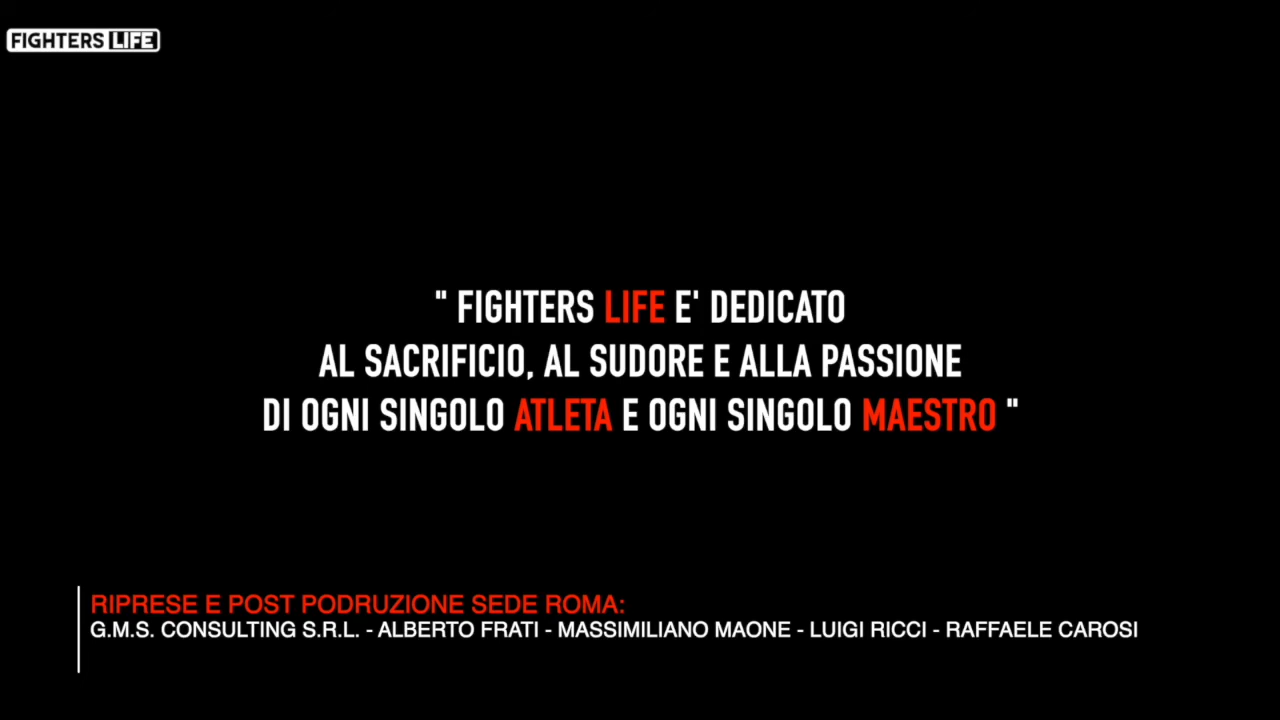 FIGHTERS LIFE
" FIGHTERS LIFE E' DEDICATO
AL SACRIFICIO, AL SUDORE E ALLA PASSIONE
DI OGNI SINGOLO ATLETA E OGNI SINGOLO MAESTRO "
RIPRESE E POST PODRUZIONE SEDE ROMA:
G.M.S. CONSULTING S.R.L. - ALBERTO FRATI - MASSIMILIANO MAONE - LUIGI RICCI - RAFFAELE CAROSI